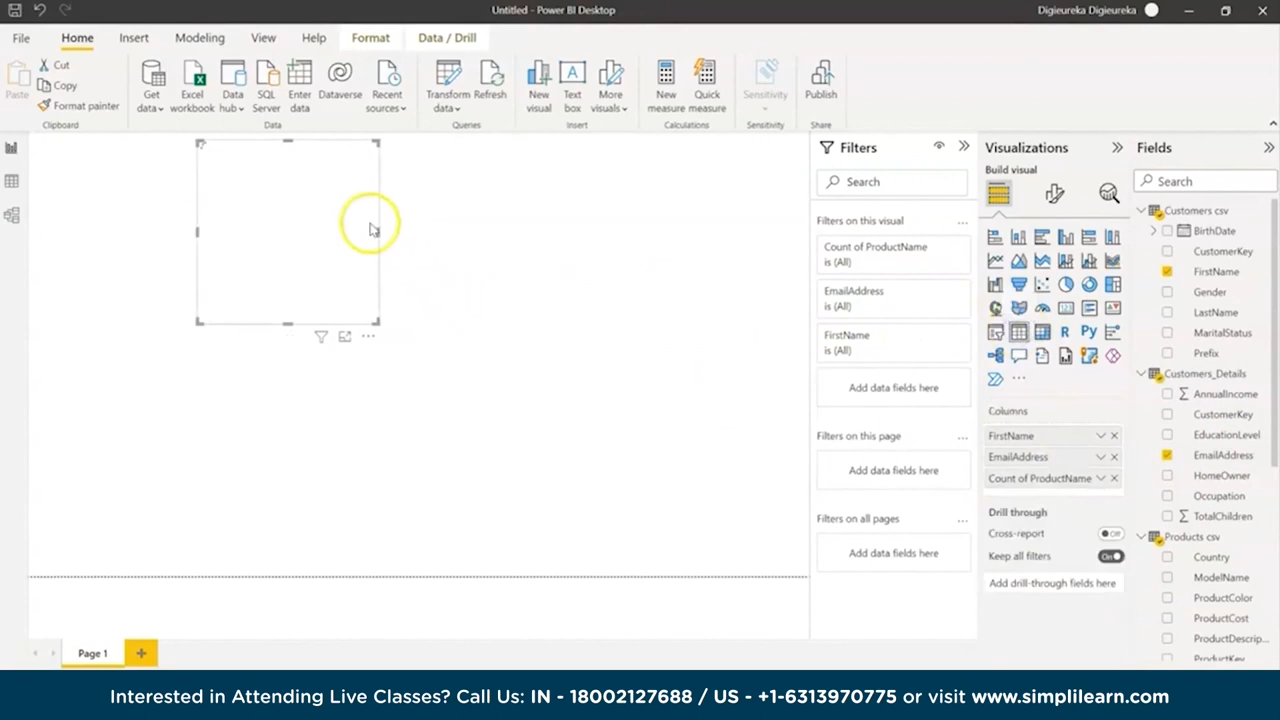 Untitled - Power BI Desktop
Digieureka Digieureka
File Home Insert Modeling View Help Format Data / Drill
Paste
Cut
Copy
Format painter
Clipboard
Get data
Excel workbook
Data hub
SQL Server
Enter data
Dataverse
Recent sources
Data
Transform data
Refresh
Queries
New visual
Text box
More visuals
Insert
New measure
Quick measure
Calculations
Sensitivity
Sensitivity
Publish
Share
Filters
Search
Filters on this visual
Count of ProductName
is (All)
EmailAddress
is (All)
FirstName
is (All)
Add data fields here
Filters on this page
Add data fields here
Filters on all pages
Add data fields here
Visualizations
Build visual
R
Py
Columns
FirstName
EmailAddress
Count of ProductName
Drill through
Cross-report
Off
Keep all filters
On
Add drill-through fields here
Fields
Search
Customers csv
BirthDate
CustomerKey
FirstName
Gender
LastName
MaritalStatus
Prefix
Customers_Details
AnnualIncome
CustomerKey
EducationLevel
EmailAddress
HomeOwner
Occupation
TotalChildren
Products csv
Country
ModelName
ProductColor
ProductCost
ProductDescrip...
ProductKey
Page 1
Interested in Attending Live Classes? Call Us: IN - 18002127688 / US - +1-6313970775 or visit www.simplilearn.com